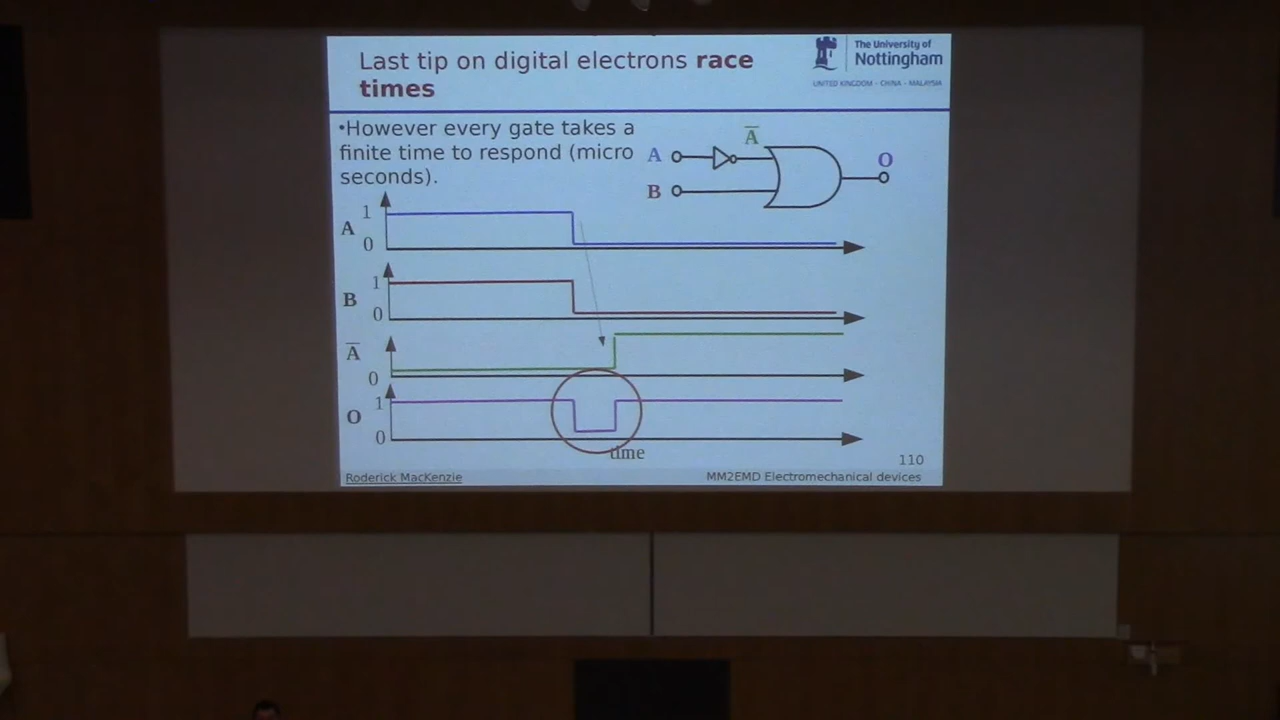 Last tip on digital electrons race
times
The University of
Nottingham
UNITED KINGDOM - CHINA - MALAYSIA
•However every gate takes a
finite time to respond (micro
seconds).
A
A
B
O
A
1
0
B
1
0
A
0
O
1
0
time
110
Roderick MacKenzie
MM2EMD Electromechanical devices